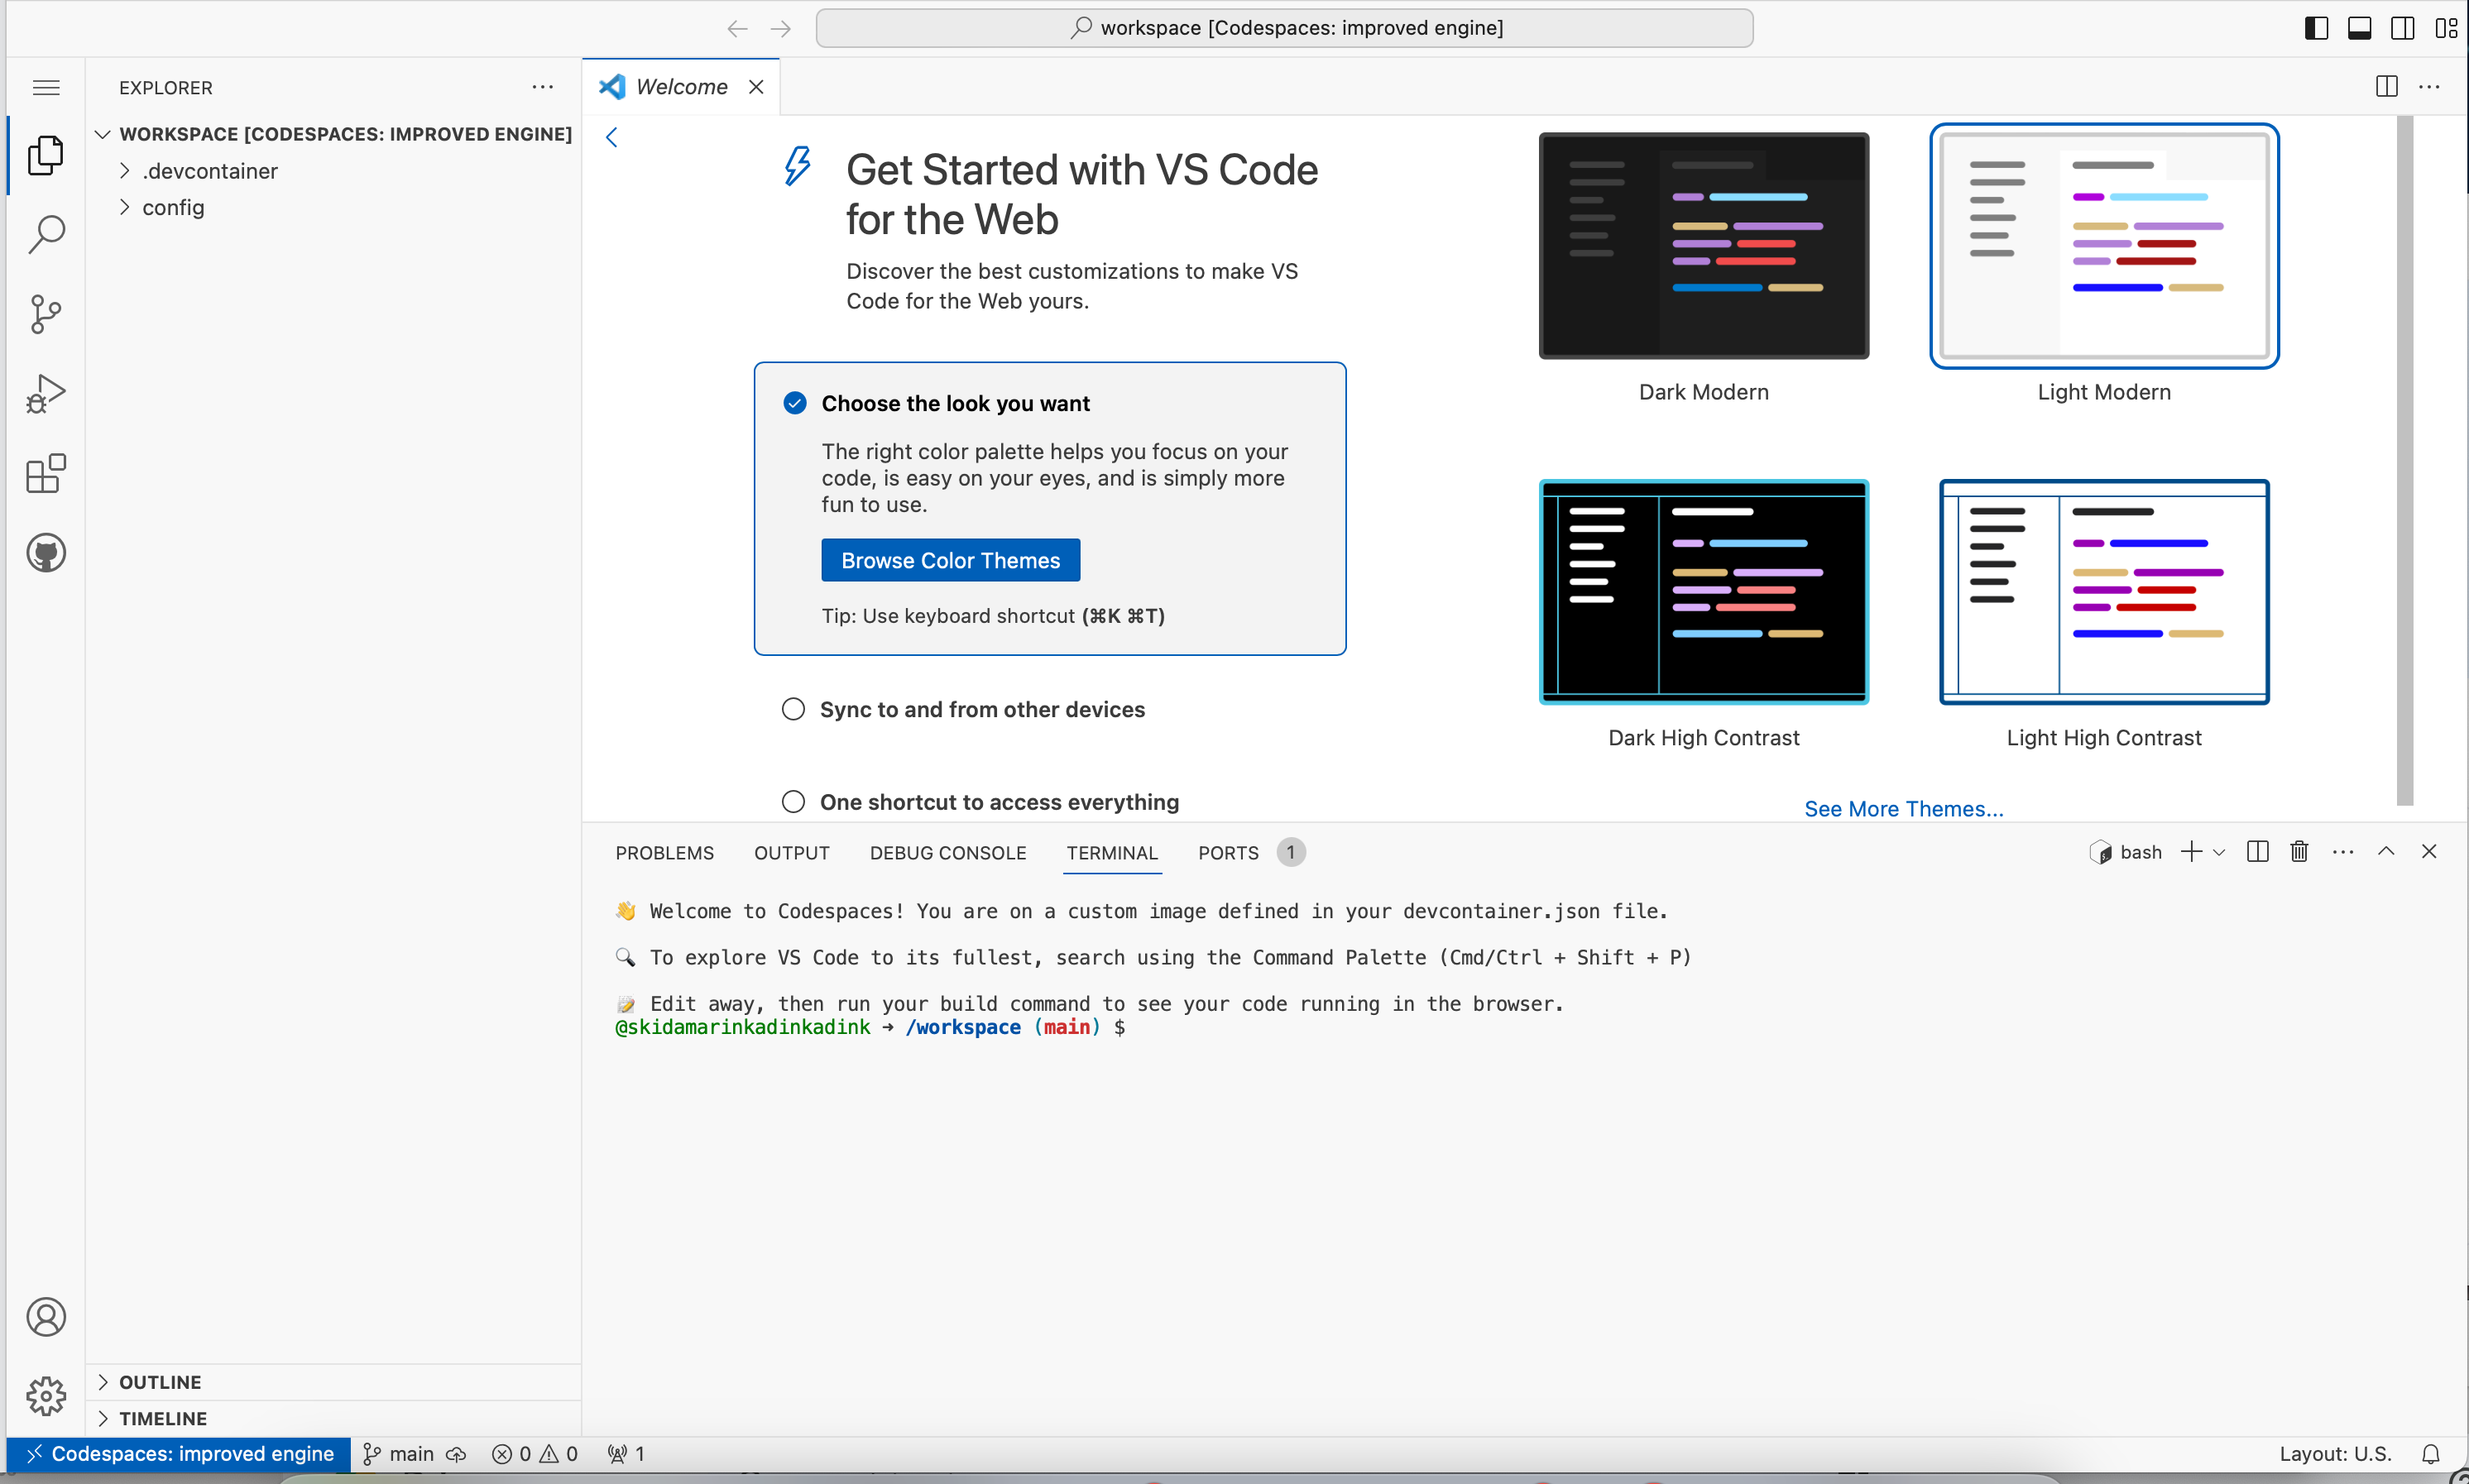 workspace [Codespaces: improved engine]
EXPLORER
WORKSPACE [CODESPACES: IMPROVED ENGINE]
.devcontainer
config
OUTLINE
TIMELINE
Welcome
Get Started with VS Code
for the Web
Discover the best customizations to make VS
Code for the Web yours.
Choose the look you want
The right color palette helps you focus on your
code, is easy on your eyes, and is simply more
fun to use.
Browse Color Themes
Tip: Use keyboard shortcut (⌘K ⌘T)
Sync to and from other devices
One shortcut to access everything
Dark Modern
Light Modern
Dark High Contrast
Light High Contrast
See More Themes...
PROBLEMS OUTPUT DEBUG CONSOLE TERMINAL PORTS 1
bash
👋 Welcome to Codespaces! You are on a custom image defined in your devcontainer.json file.
🔍 To explore VS Code to its fullest, search using the Command Palette (Cmd/Ctrl + Shift + P)
📝 Edit away, then run your build command to see your code running in the browser.
@skidamarinkadinkadink ➜ /workspace (main) $
Codespaces: improved engine main 0 0 1 Layout: U.S.